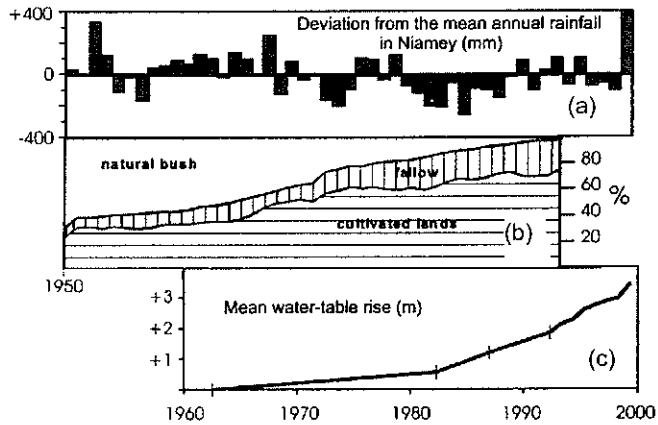 +400
Deviation from the mean annual rainfall
in Niamey (mm)
0
(a)
-400
natural bush
fallow
80
60
%
40
cultivated lands
(b)
20
1950
+3
Mean water-table rise (m)
+2
+1
(c)
1960 1970 1980 1990 2000